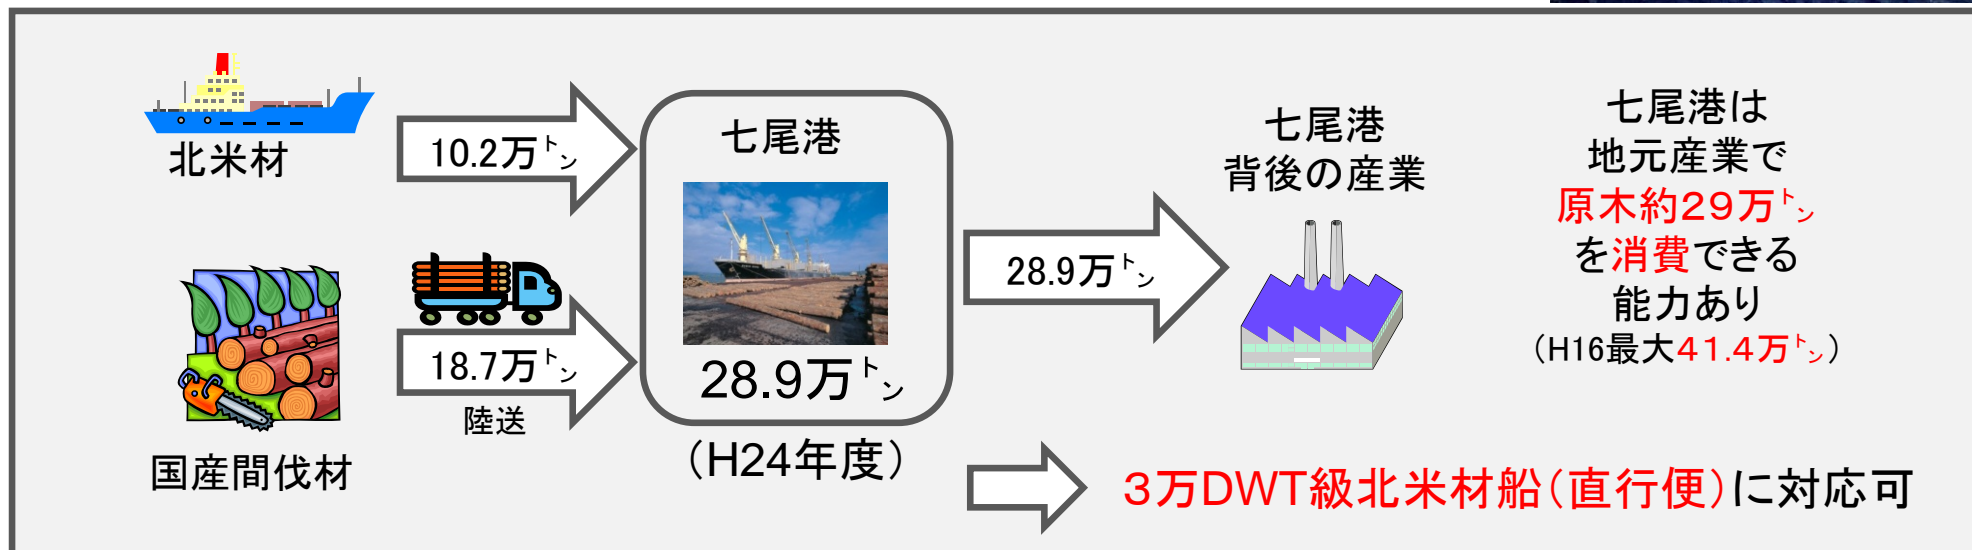 北米材
10.2万㌧
国産間伐材
18.7万㌧
陸送
七尾港
28.9万㌧
（H24年度）
28.9万㌧
七尾港
背後の産業
七尾港は
地元産業で
原木約２９万㌧
を消費できる
能力あり
（H16最大４１.４万㌧）
３万DWT級北米材船（直行便）に対応可